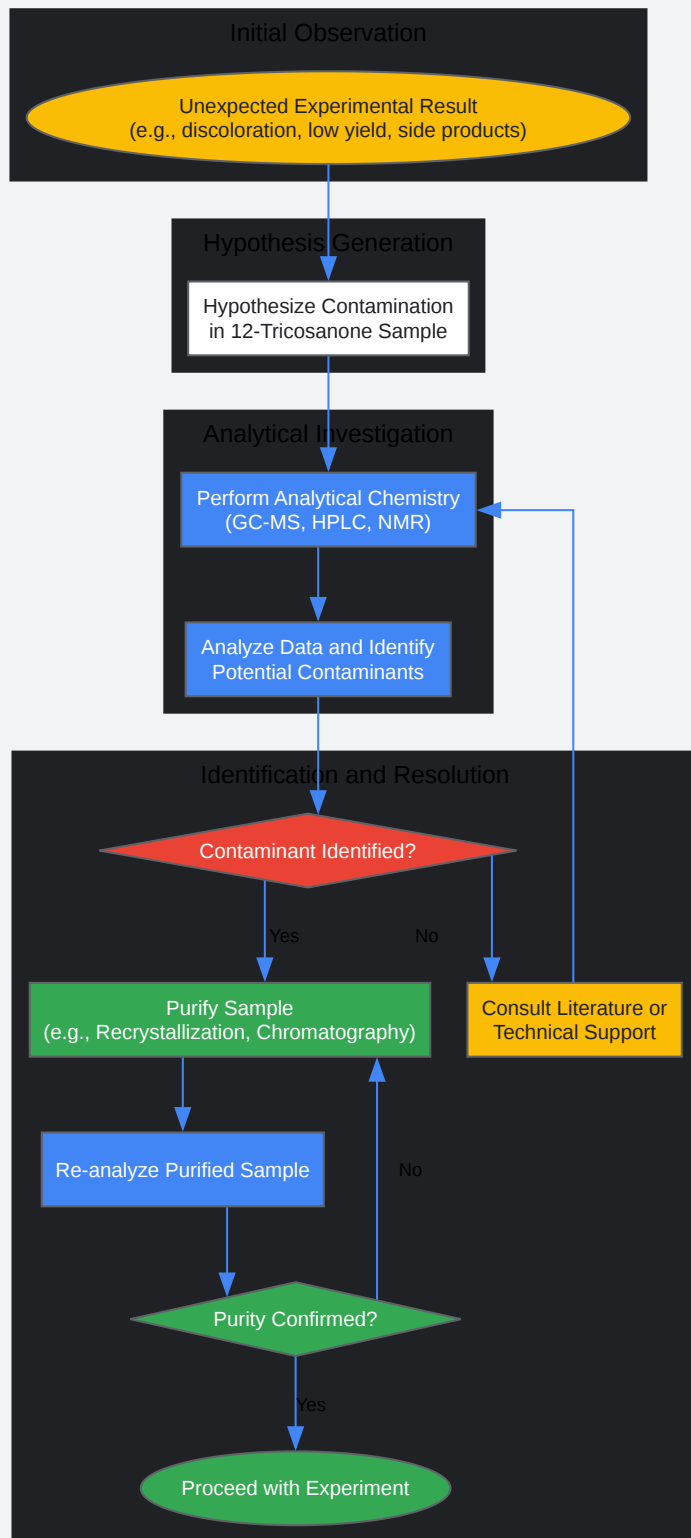 Initial Observation
Unexpected Experimental Result
(e.g., discoloration, low yield, side products)
Hypothesis Generation
Hypothesize Contamination
in 12-Tricosanone Sample
Analytical Investigation
Perform Analytical Chemistry
(GC-MS, HPLC, NMR)
Analyze Data and Identify
Potential Contaminants
Identification and Resolution
Contaminant Identified?
Yes
No
Purify Sample
(e.g., Recrystallization, Chromatography)
Consult Literature or
Technical Support
Re-analyze Purified Sample
No
Purity Confirmed?
Yes
Proceed with Experiment